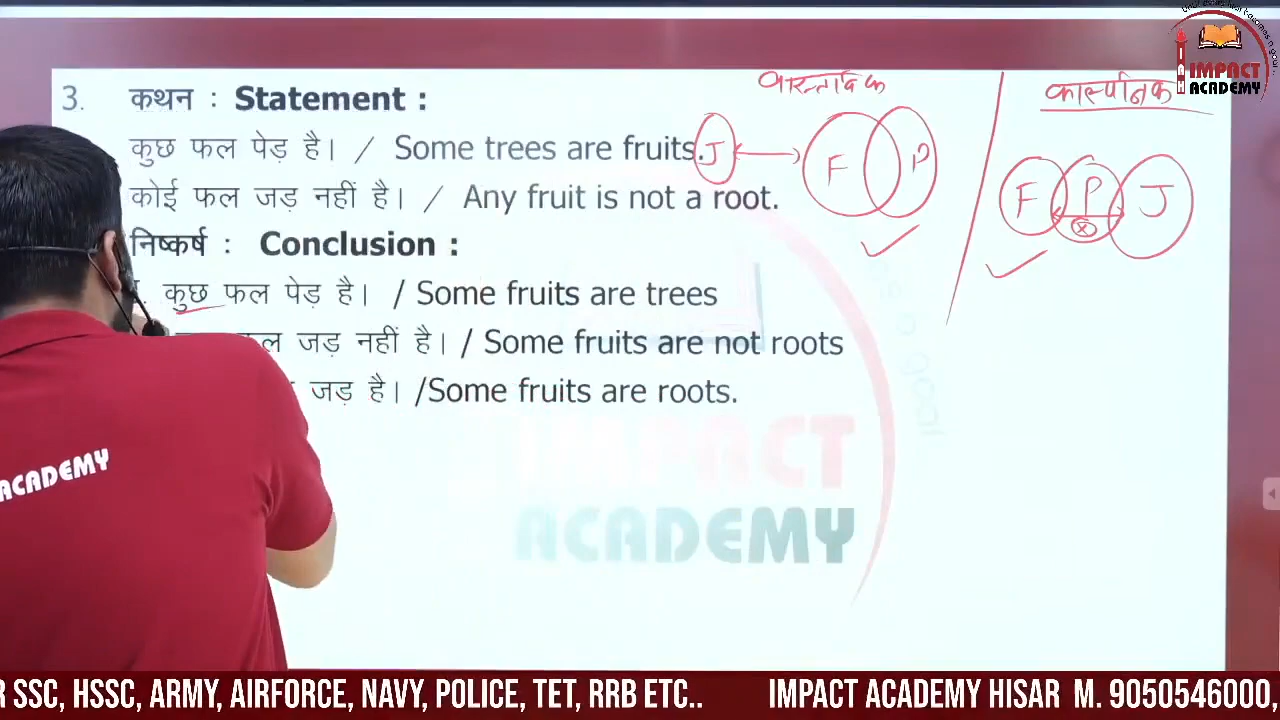 IMPACT
ACADEMY
वास्तविक
काल्पनिक
3. कथन : Statement :
कुछ फल पेड़ है। / Some trees are fruits.
कोई फल जड़ नहीं है। / Any fruit is not a root.
J F P
F P J
निष्कर्ष : Conclusion :
कुछ फल पेड़ है। / Some fruits are trees
जड़ नहीं है। / Some fruits are not roots
जड़ है। /Some fruits are roots.
IMPACT
ACADEMY
ACADEMY
R SSC, HSSC, ARMY, AIRFORCE, NAVY, POLICE, TET, RRB ETC.. IMPACT ACADEMY HISAR M. 9050546000,